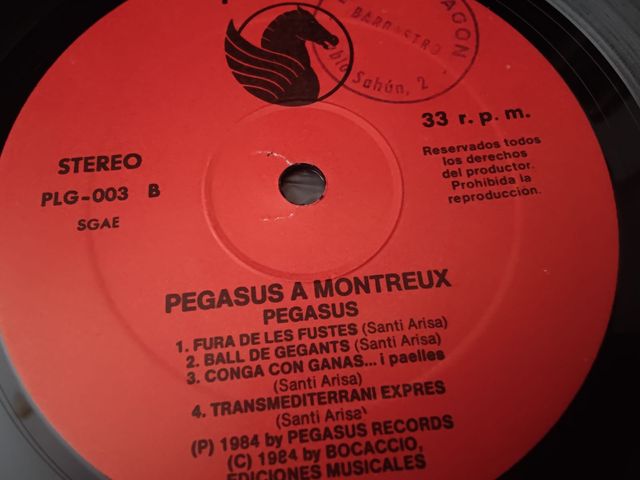 ARAGON
BARBASTRO
Sahún, 2
STEREO
33 r.p.m.
PLG-003 B
SGAE
Reservados todos
los derechos
del productor.
Prohibida la
reproducción.
PEGASUS A MONTREUX
PEGASUS
1. FURA DE LES FUSTES (Santi Arisa)
2. BALL DE GEGANTS (Santi Arisa)
3. CONGA CON GANAS... i paelles
(Santi Arisa)
4. TRANSMEDITERRANI EXPRES
(Santi Arisa)
(P) 1984 by PEGASUS RECORDS
(C) 1984 by BOCACCIO,
EDICIONES MUSICALES